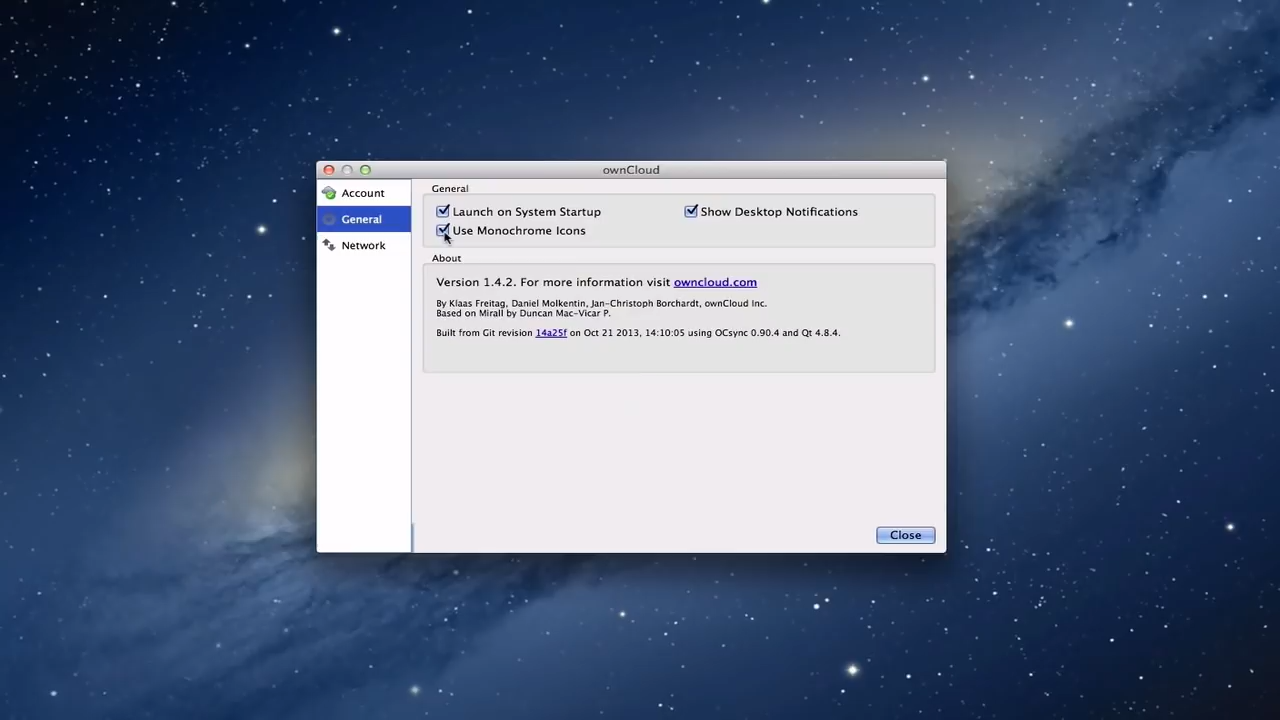 ownCloud
Account
General
Network
General
Launch on System Startup
Show Desktop Notifications
Use Monochrome Icons
About
Version 1.4.2. For more information visit owncloud.com
By Klaas Freitag, Daniel Molkentin, Jan-Christoph Borchardt, ownCloud Inc.
Based on Mirall by Duncan Mac-Vicar P.
Built from Git revision 14a25f on Oct 21 2013, 14:10:05 using OCsync 0.90.4 and Qt 4.8.4.
Close